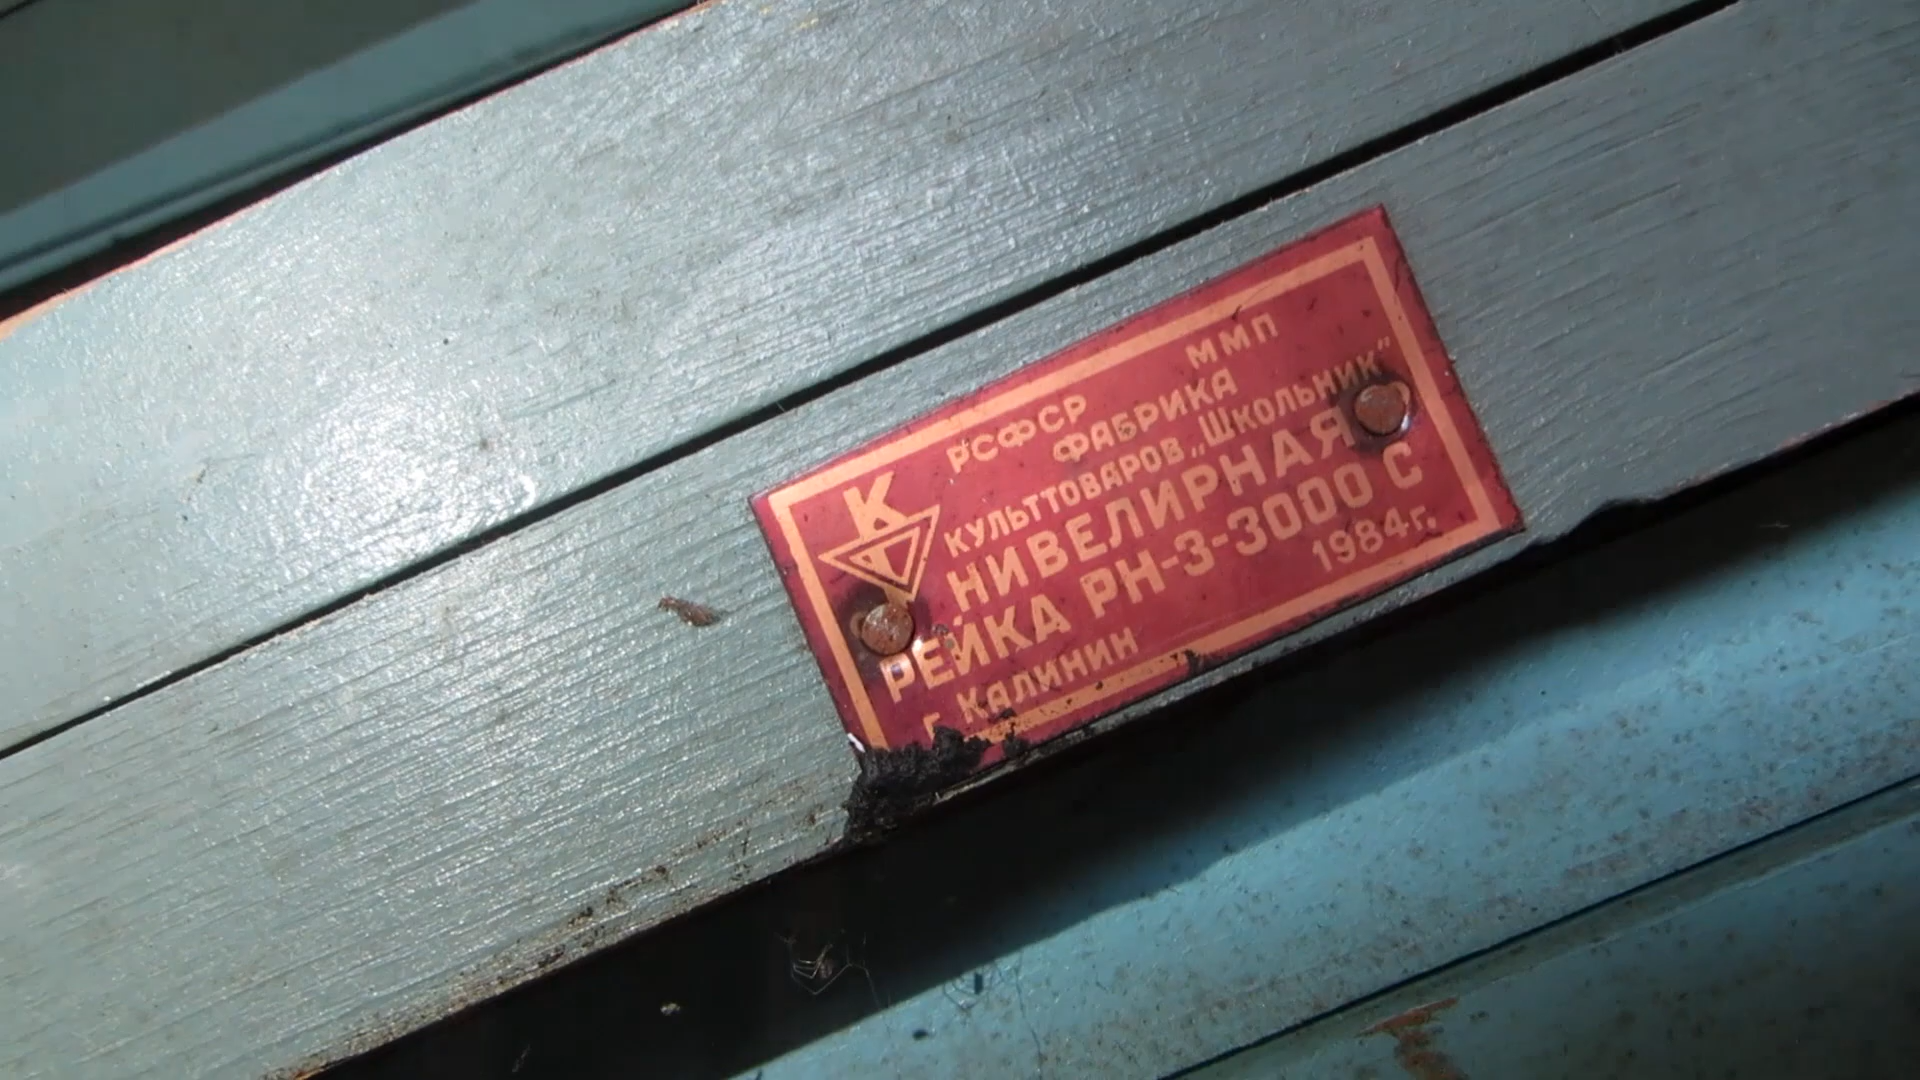 РСФСР ММП
ФАБРИКА
КУЛЬТТОВАРОВ „ШКОЛЬНИК"
НИВЕЛИРНАЯ
РЕЙКА РН-3-3000 С
г. КАЛИНИН 1984г.
К